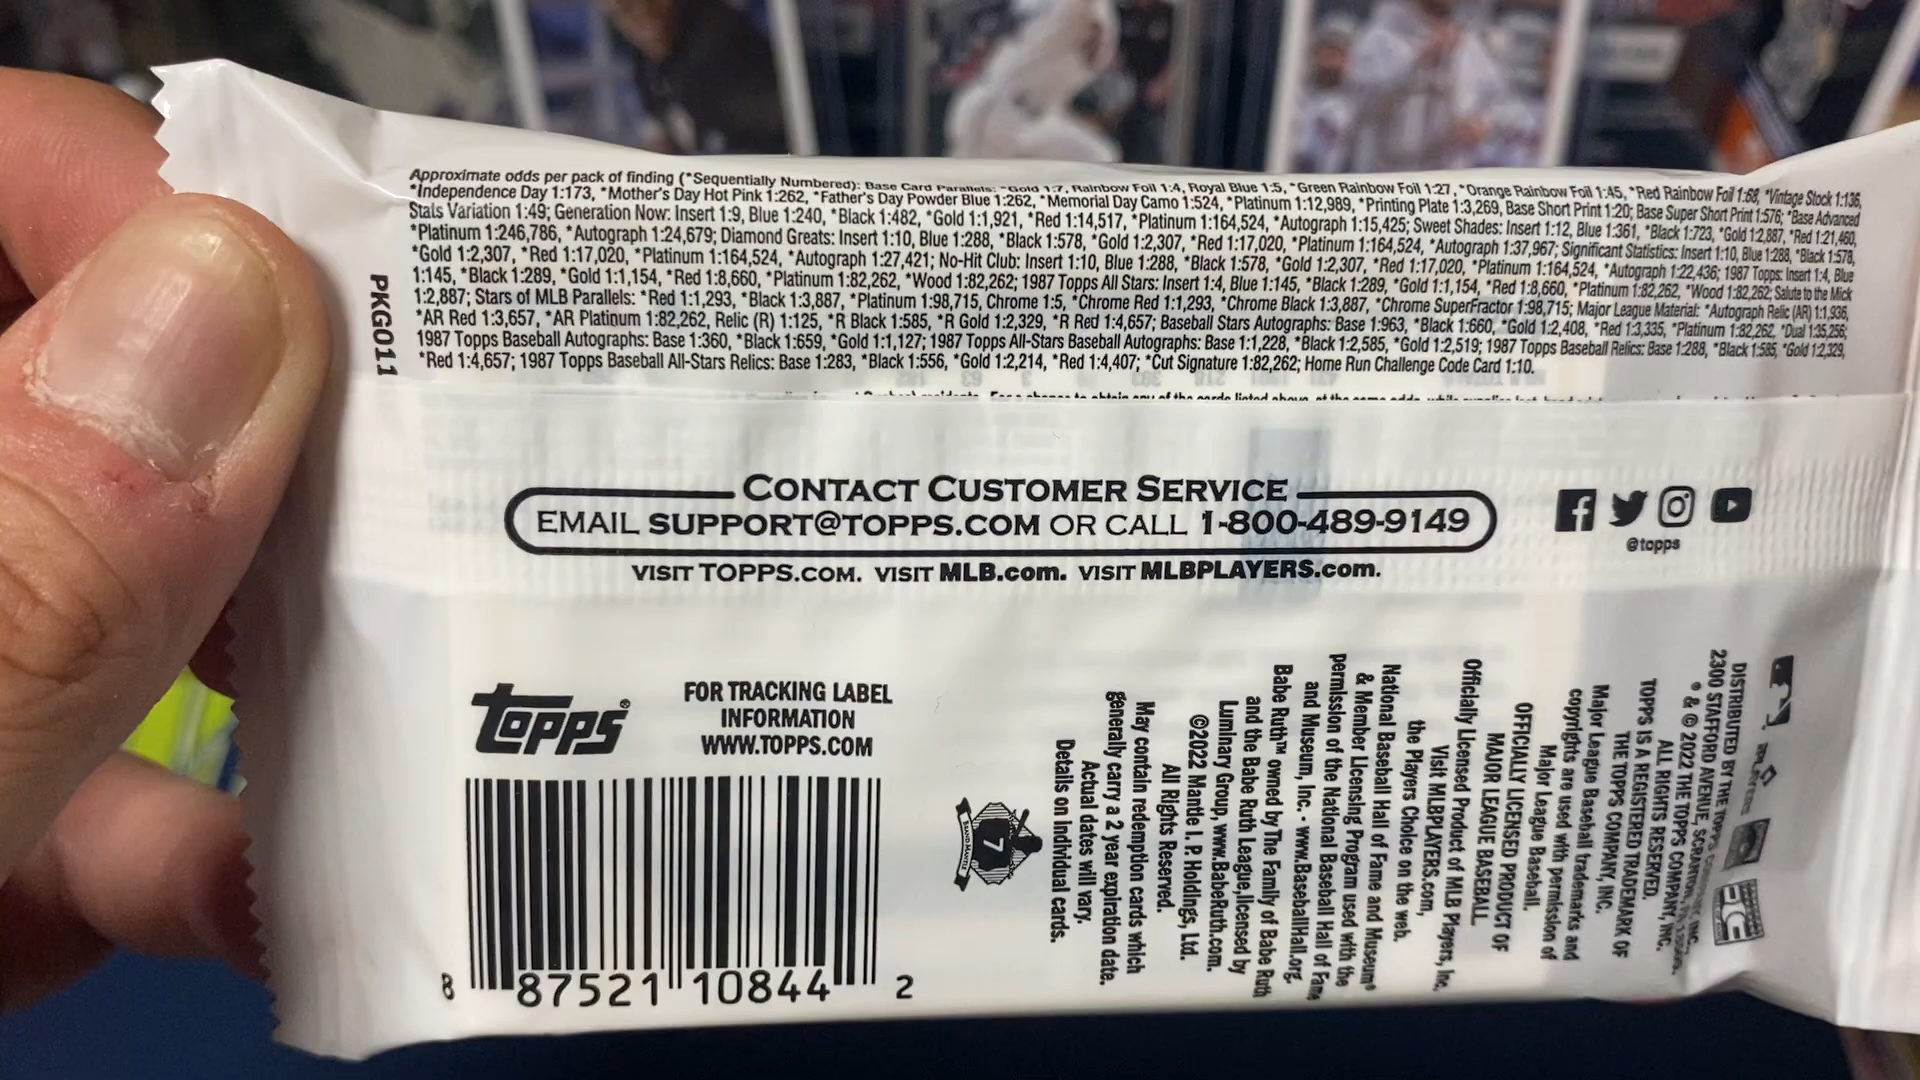 Approximate odds per pack of finding (*Sequentially Numbered): Base Card Parallels: *Gold 1:7, Rainbow Foil 1:4, Royal Blue 1:5, *Green Rainbow Foil 1:27, *Orange Rainbow Foil 1:45, *Red Rainbow Foil 1:68, *Vintage Stock 1:136,
*Independence Day 1:173, *Mother's Day Hot Pink 1:262, *Father's Day Powder Blue 1:262, *Memorial Day Camo 1:524, *Platinum 1:12,989, *Printing Plate 1:3,269, Base Short Print 1:20; Base Super Short Print 1:576; *Base Advanced
Stats Variation 1:49; Generation Now: Insert 1:9, Blue 1:240, *Black 1:482, *Gold 1:1,921, *Red 1:14,517, *Platinum 1:164,524, *Autograph 1:15,425; Sweet Shades: Insert 1:12, Blue 1:361, *Black 1:723, *Gold 1:2,887, *Red 1:21,460,
*Platinum 1:246,786, *Autograph 1:24,679; Diamond Greats: Insert 1:10, Blue 1:288, *Black 1:578, *Gold 1:2,307, *Red 1:17,020, *Platinum 1:164,524, *Autograph 1:37,967; Significant Statistics: Insert 1:10, Blue 1:288, *Black 1:578,
*Gold 1:2,307, *Red 1:17,020, *Platinum 1:164,524, *Autograph 1:27,421; No-Hit Club: Insert 1:10, Blue 1:288, *Black 1:578, *Gold 1:2,307, *Red 1:17,020, *Platinum 1:164,524, *Autograph 1:22,436; 1987 Topps: Insert 1:4, Blue
1:145, *Black 1:289, *Gold 1:1,154, *Red 1:8,660, *Platinum 1:82,262, *Wood 1:82,262; 1987 Topps All Stars: Insert 1:4, Blue 1:145, *Black 1:289, *Gold 1:1,154, *Red 1:8,660, *Platinum 1:82,262, *Wood 1:82,262; Salute to the Mick
1:2,887; Stars of MLB Parallels: *Red 1:1,293, *Black 1:3,887, *Platinum 1:98,715, Chrome 1:5, *Chrome Red 1:1,293, *Chrome Black 1:3,887, *Chrome SuperFractor 1:98,715; Major League Material: *Autograph Relic (AR) 1:1,936,
*AR Red 1:3,657, *AR Platinum 1:82,262, Relic (R) 1:125, *R Black 1:585, *R Gold 1:2,329, *R Red 1:4,657; Baseball Stars Autographs: Base 1:963, *Black 1:660, *Gold 1:2,408, *Red 1:3,335, *Platinum 1:82,262, *Dual 1:35,256;
1987 Topps Baseball Autographs: Base 1:360, *Black 1:659, *Gold 1:1,127; 1987 Topps All-Stars Baseball Autographs: Base 1:1,228, *Black 1:2,585, *Gold 1:2,519; 1987 Topps Baseball Relics: Base 1:288, *Black 1:585, *Gold 1:2,329,
*Red 1:4,657; 1987 Topps Baseball All-Stars Relics: Base 1:283, *Black 1:556, *Gold 1:2,214, *Red 1:4,407; *Cut Signature 1:82,262; Home Run Challenge Code Card 1:10.
PKG011
CONTACT CUSTOMER SERVICE
EMAIL SUPPORT@TOPPS.COM OR CALL 1-800-489-9149
VISIT TOPPS.COM. VISIT MLB.com. VISIT MLBPLAYERS.com.
@topps
topps®
FOR TRACKING LABEL
INFORMATION
WWW.TOPPS.COM
8 87521 10844 2
DISTRIBUTED BY THE TOPPS COMPANY, INC.
2300 STAFFORD AVENUE, SCRANTON, PA
® & © 2022 THE TOPPS COMPANY, INC.
ALL RIGHTS RESERVED.
TOPPS IS A REGISTERED TRADEMARK OF
THE TOPPS COMPANY, INC.
Major League Baseball trademarks and
copyrights are used with permission of
Major League Baseball.
OFFICIALLY LICENSED PRODUCT OF
MAJOR LEAGUE BASEBALL
Officially Licensed Product of MLB Players, Inc.
Visit MLBPLAYERS.com,
the Players Choice on the web.
National Baseball Hall of Fame and Museum®
& Member Licensing Program used with the
permission of the National Baseball Hall of Fame
and Museum, Inc. - www.BaseballHall.org.
Babe Ruth™ owned by The Family of Babe Ruth
and the Babe Ruth League, licensed by
Luminary Group, www.BabeRuth.com.
©2022 Mantle I. P. Holdings, Ltd.
All Rights Reserved.
May contain redemption cards which
generally carry a 2 year expiration date.
Actual dates will vary.
Details on individual cards.
7